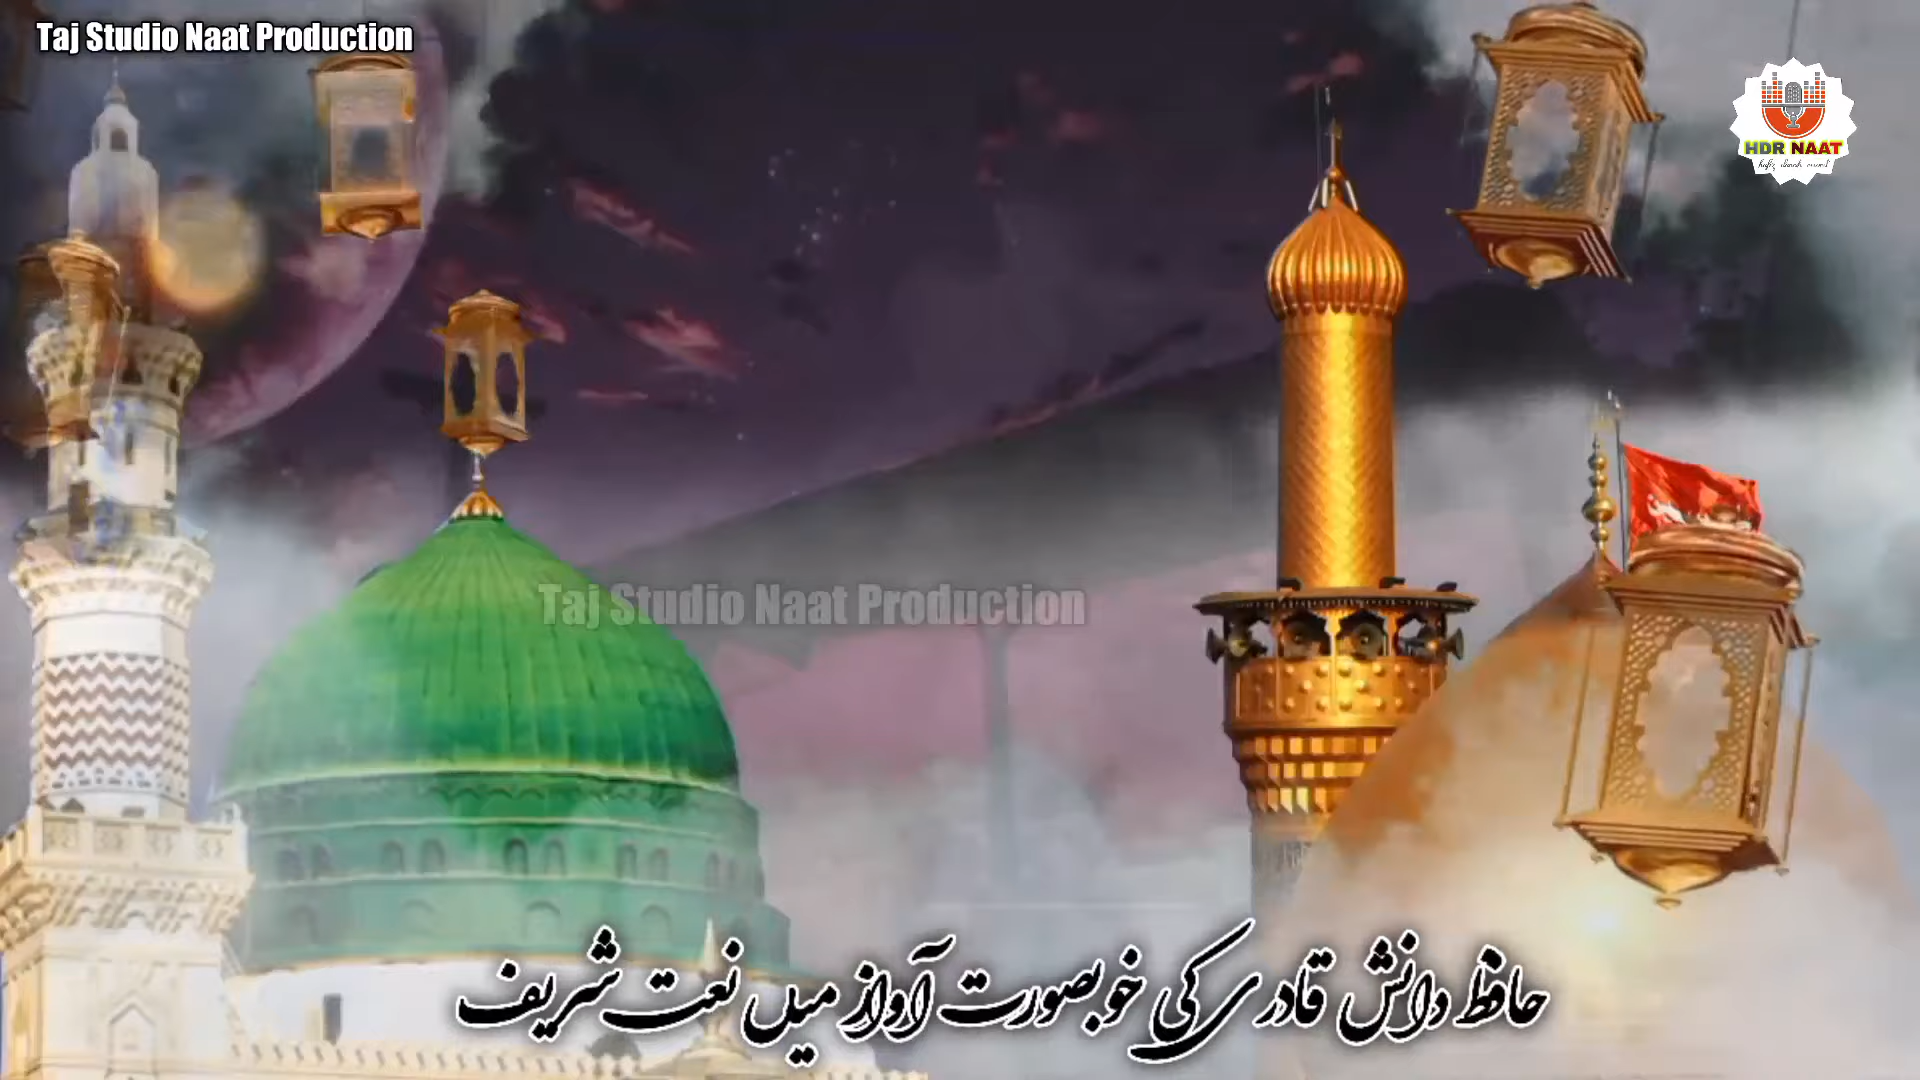 Taj Studio Naat Production
HDR NAAT
Taj Studio Naat Production
حافظ دانش قادری کی خوبصورت آواز میں نعت شریف